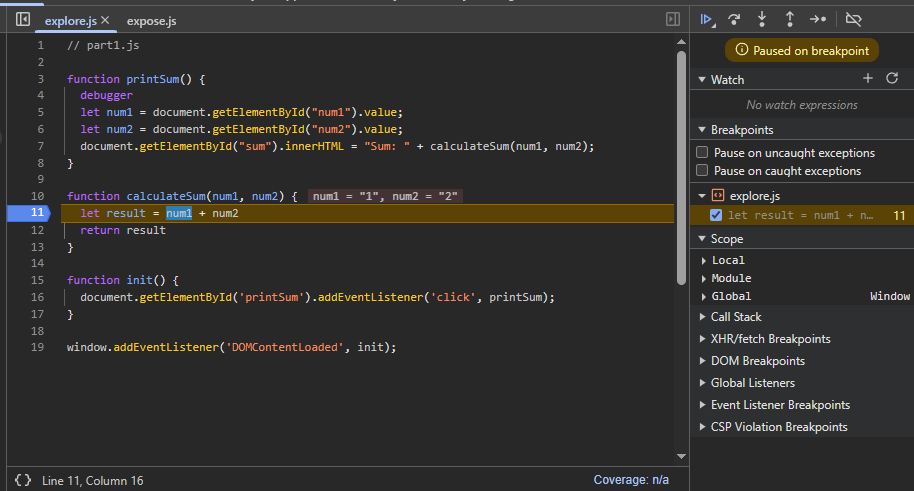 explore.js × expose.js
1 // part1.js
2
3 function printSum() {
4 debugger
5 let num1 = document.getElementById("num1").value;
6 let num2 = document.getElementById("num2").value;
7 document.getElementById("sum").innerHTML = "Sum: " + calculateSum(num1, num2);
8 }
9
10 function calculateSum(num1, num2) { num1 = "1", num2 = "2"
11 let result = num1 + num2
12 return result
13 }
14
15 function init() {
16 document.getElementById('printSum').addEventListener('click', printSum);
17 }
18
19 window.addEventListener('DOMContentLoaded', init);
{} Line 11, Column 16 Coverage: n/a
Paused on breakpoint
Watch
No watch expressions
Breakpoints
Pause on uncaught exceptions
Pause on caught exceptions
explore.js
let result = num1 + n… 11
Scope
Local
Module
Global Window
Call Stack
XHR/fetch Breakpoints
DOM Breakpoints
Global Listeners
Event Listener Breakpoints
CSP Violation Breakpoints